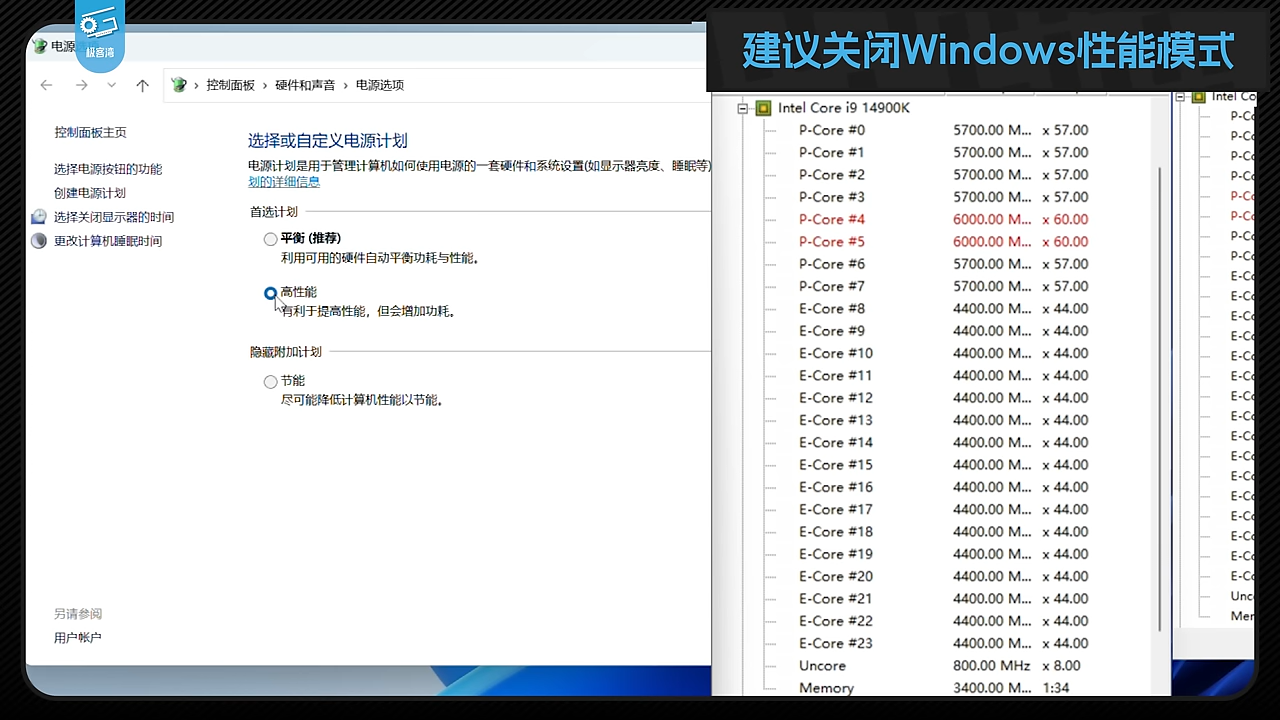 极客湾
建议关闭Windows性能模式
电源
控制面板 › 硬件和声音 › 电源选项
控制面板主页
选择电源按钮的功能
创建电源计划
选择关闭显示器的时间
更改计算机睡眠时间
选择或自定义电源计划
电源计划是用于管理计算机如何使用电源的一套硬件和系统设置(如显示器亮度、睡眠等)
划的详细信息
首选计划
平衡 (推荐)
利用可用的硬件自动平衡功耗与性能。
高性能
有利于提高性能，但会增加功耗。
隐藏附加计划
节能
尽可能降低计算机性能以节能。
另请参阅
用户帐户
Intel Core i9 14900K
P-Core #0 5700.00 M... x 57.00
P-Core #1 5700.00 M... x 57.00
P-Core #2 5700.00 M... x 57.00
P-Core #3 5700.00 M... x 57.00
P-Core #4 6000.00 M... x 60.00
P-Core #5 6000.00 M... x 60.00
P-Core #6 5700.00 M... x 57.00
P-Core #7 5700.00 M... x 57.00
E-Core #8 4400.00 M... x 44.00
E-Core #9 4400.00 M... x 44.00
E-Core #10 4400.00 M... x 44.00
E-Core #11 4400.00 M... x 44.00
E-Core #12 4400.00 M... x 44.00
E-Core #13 4400.00 M... x 44.00
E-Core #14 4400.00 M... x 44.00
E-Core #15 4400.00 M... x 44.00
E-Core #16 4400.00 M... x 44.00
E-Core #17 4400.00 M... x 44.00
E-Core #18 4400.00 M... x 44.00
E-Core #19 4400.00 M... x 44.00
E-Core #20 4400.00 M... x 44.00
E-Core #21 4400.00 M... x 44.00
E-Core #22 4400.00 M... x 44.00
E-Core #23 4400.00 M... x 44.00
Uncore 800.00 MHz x 8.00
Memory 3400.00 M... 1:34
Intel Co